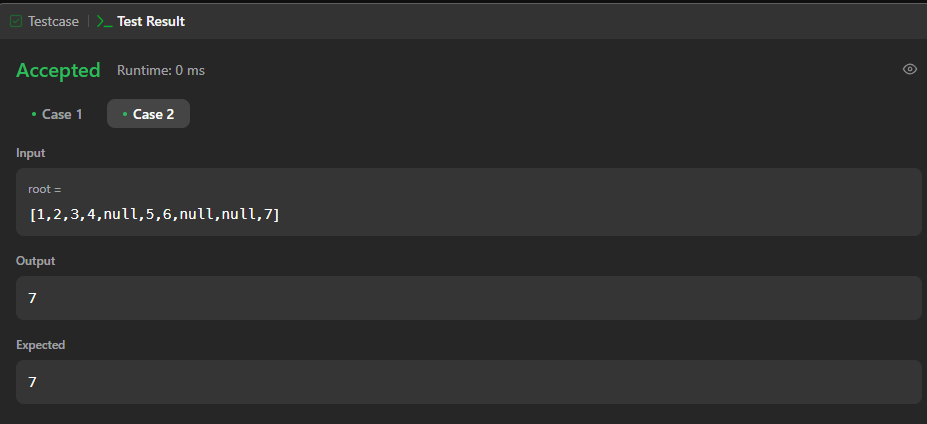 Testcase | Test Result
Accepted Runtime: 0 ms
Case 1 Case 2
Input
root =
[1,2,3,4,null,5,6,null,null,7]
Output
7
Expected
7